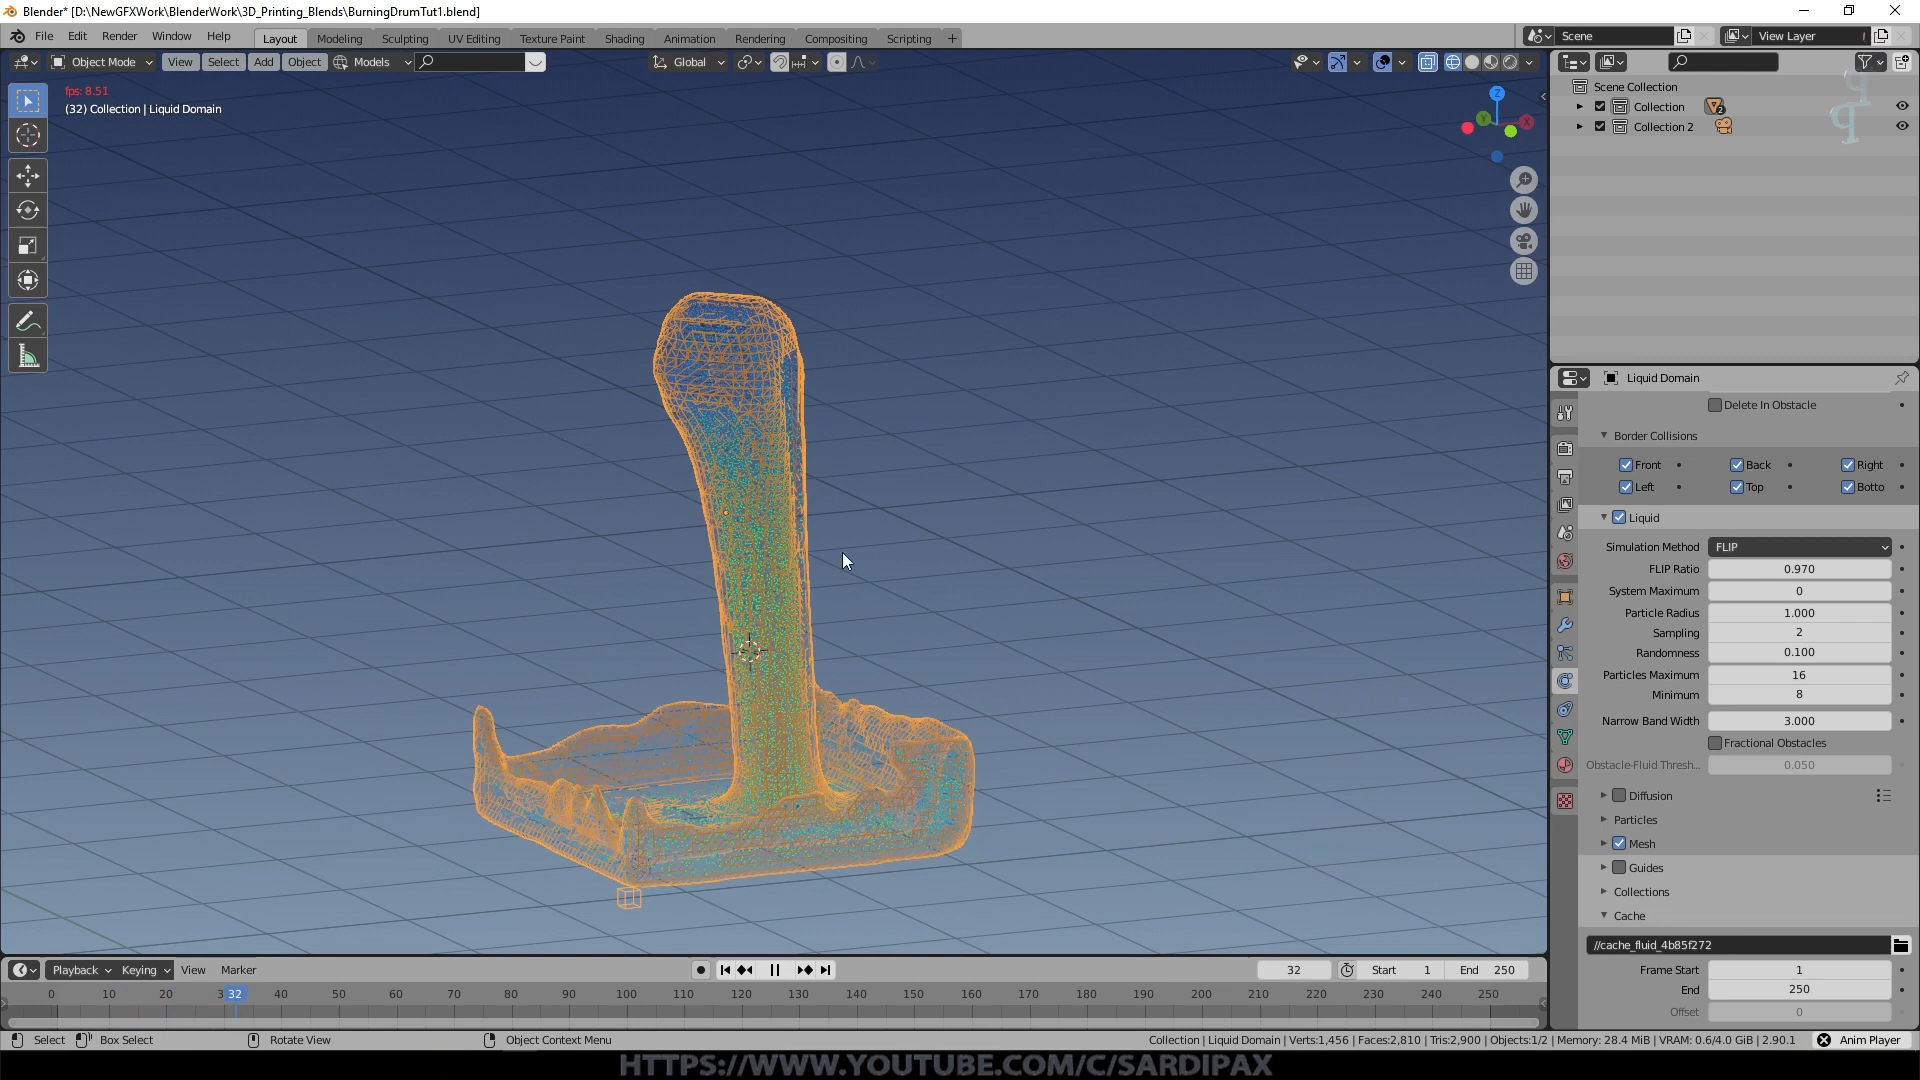 Blender* [D:\NewGFXWork\BlenderWork\3D_Printing_Blends\BurningDrumTut1.blend]
File Edit Render Window Help Layout Modeling Sculpting UV Editing Texture Paint Shading Animation Rendering Compositing Scripting + Scene View Layer
Object Mode View Select Add Object Models Global
fps: 8.51
(32) Collection | Liquid Domain
Z
Y
X
Scene Collection
Collection 2
Collection 2
Liquid Domain
Delete In Obstacle
Border Collisions
Front Back Right
Left Top Botto
Liquid
Simulation Method FLIP
FLIP Ratio 0.970
System Maximum 0
Particle Radius 1.000
Sampling 2
Randomness 0.100
Particles Maximum 16
Minimum 8
Narrow Band Width 3.000
Fractional Obstacles
Obstacle-Fluid Thresh... 0.050
Diffusion
Particles
Mesh
Guides
Collections
Cache
//cache_fluid_4b85f272
Frame Start 1
End 250
Offset 0
Playback Keying View Marker 32 Start 1 End 250
0 10 20 3 32 40 50 60 70 80 90 100 110 120 130 140 150 160 170 180 190 200 210 220 230 240 250
Select Box Select Rotate View Object Context Menu Collection | Liquid Domain | Verts:1,456 | Faces:2,810 | Tris:2,900 | Objects:1/2 | Memory: 28.4 MiB | VRAM: 0.6/4.0 GiB | 2.90.1 Anim Player
HTTPS://WWW.YOUTUBE.COM/C/SARDIPAX